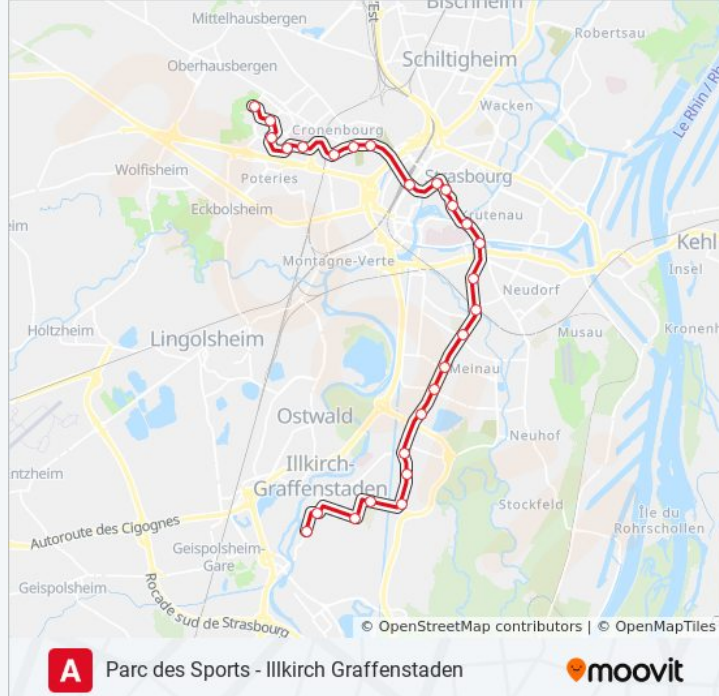 Mittelhausbergen
Bischheim
Robertsau
Oberhausbergen
Schiltigheim
Wacken
Le Rhin / Rh
Cronenbourg
Wolfisheim
Poteries
Strasbourg
Eckbolsheim
Krutenau
Kehl
Montagne-Verte
Insel
Neudorf
Holtzheim
Lingolsheim
Musau
Kronenh
Meinau
Ostwald
Neuhof
Illkirch-
Graffenstaden
ntzheim
Stockfeld
Île du
Rohrschollen
Autoroute des Cigognes
Geispolsheim-
Gare
Geispolsheim
Rocade sud de Strasbourg
© OpenStreetMap contributors | © OpenMapTiles
A Parc des Sports - Illkirch Graffenstaden moovit